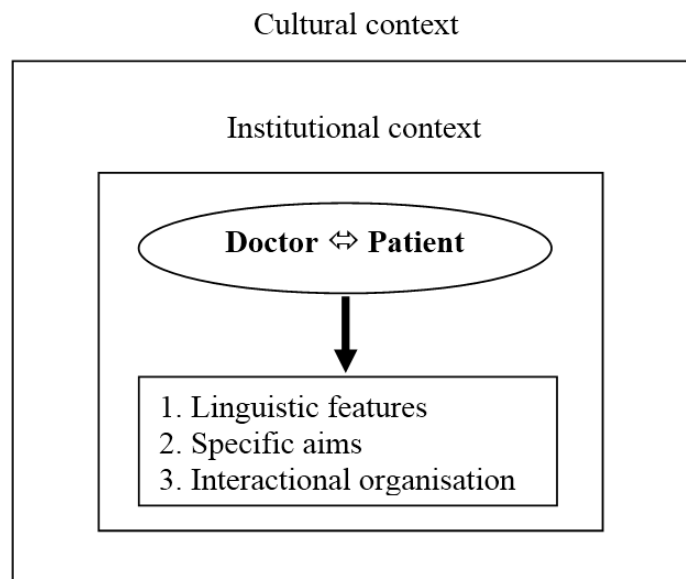 Cultural context
Institutional context
Doctor ⇔ Patient
1. Linguistic features
2. Specific aims
3. Interactional organisation